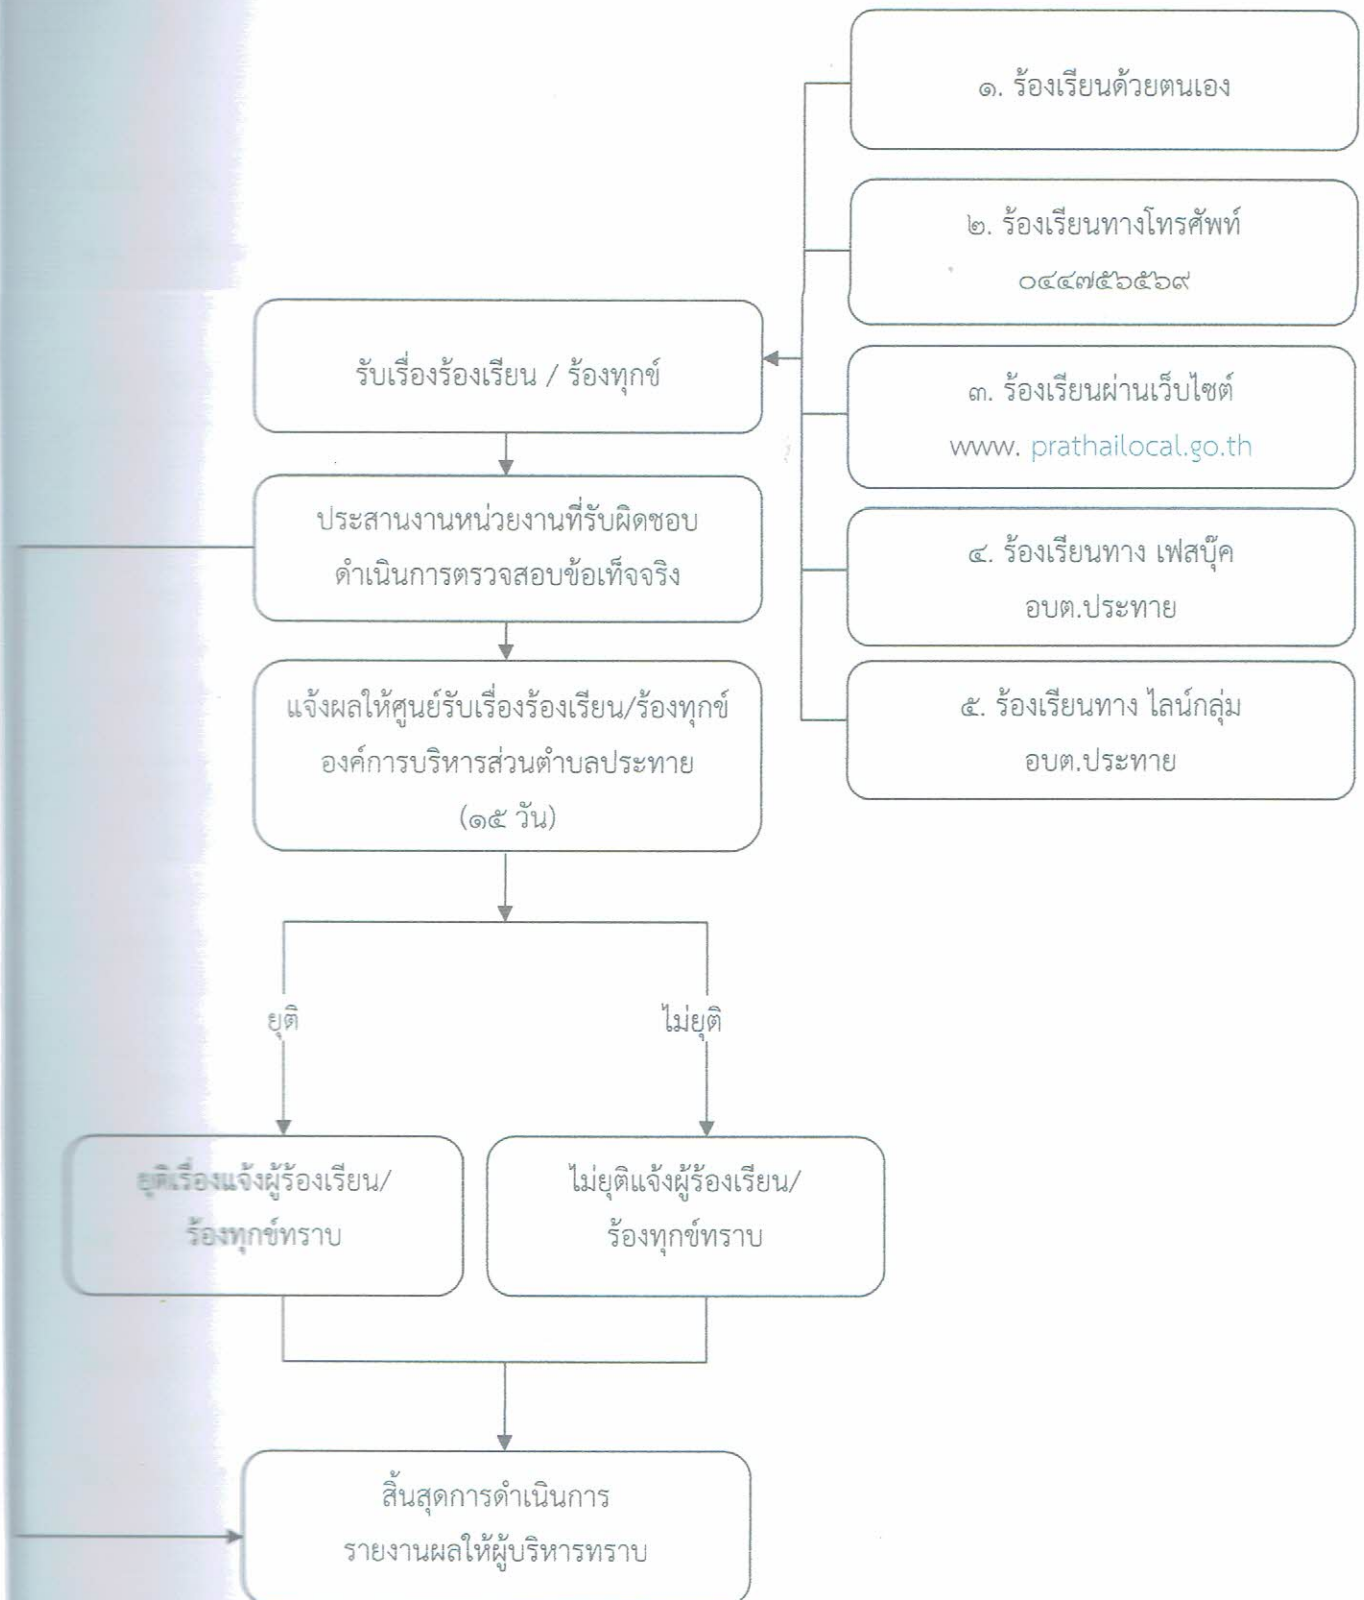 ๑. ร้องเรียนด้วยตนเอง
๒. ร้องเรียนทางโทรศัพท์
๐๔๔๗๕๖๕๖๙
๓. ร้องเรียนผ่านเว็บไซต์
www. prathailocal.go.th
๔. ร้องเรียนทาง เฟสบุ๊ค
อบต.ประทาย
๕. ร้องเรียนทาง ไลน์กลุ่ม
อบต.ประทาย
รับเรื่องร้องเรียน / ร้องทุกข์
ประสานงานหน่วยงานที่รับผิดชอบ
ดำเนินการตรวจสอบข้อเท็จจริง
แจ้งผลให้ศูนย์รับเรื่องร้องเรียน/ร้องทุกข์
องค์การบริหารส่วนตำบลประทาย
(๑๕ วัน)
ยุติ
ไม่ยุติ
ยุติเรื่องแจ้งผู้ร้องเรียน/
ร้องทุกข์ทราบ
ไม่ยุติแจ้งผู้ร้องเรียน/
ร้องทุกข์ทราบ
สิ้นสุดการดำเนินการ
รายงานผลให้ผู้บริหารทราบ